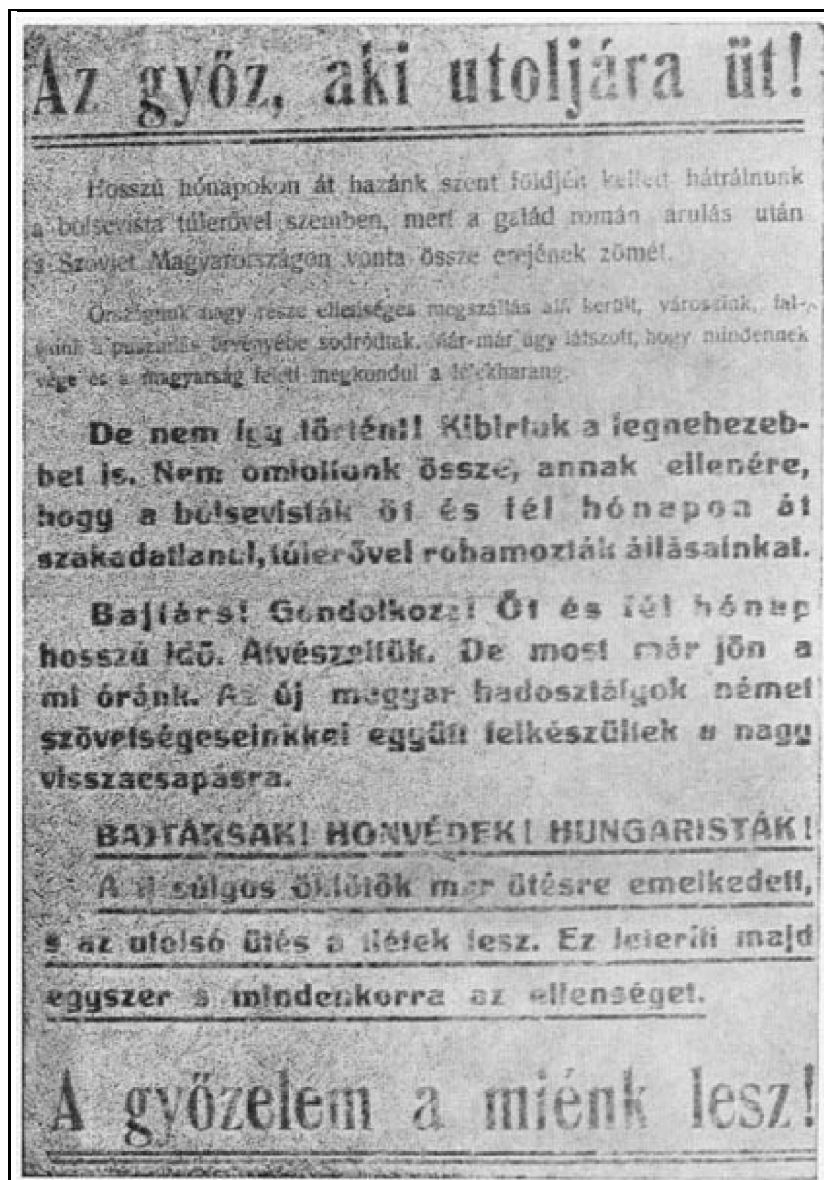 Az győz, aki utoljára üt!
Hosszú hónapokon át hazánk szent földjén kellett hátrálnunk
a bolsevista túlerővel szemben, mert a galád román árulás után
a Szovjet Magyarországon vonta össze erejének zömét.
Országunk nagy része ellenséges megszállás alá került, városaink, fal-
vaink a pusztulás örvényébe sodródtak. Már-már úgy látszott, hogy mindennek
vége és a magyarság felett megkondul a lélekharang.
De nem így történt! Kibírtuk a legnehezeb-
bet is. Nem omlottunk össze, annak ellenére,
hogy a bolsevisták öt és fél hónapon át
szakadatlanul, túlerővel rohamozták állásainkat.
Bajtárs! Gondolkozz! Öt és fél hónap
hosszú idő. Átvészeltük. De most már jön a
mi óránk. Az új magyar hadosztályok német
szövetségeseinkkel együtt felkészültek a nagy
visszacsapásra.
BAJTÁRSAK! HONVÉDEK! HUNGARISTÁK!
A ti súlyos öklötök már ütésre emelkedett,
s az utolsó ütés a tiétek lesz. Ez leteríti majd
egyszer s mindenkorra az ellenséget.
A győzelem a miénk lesz!